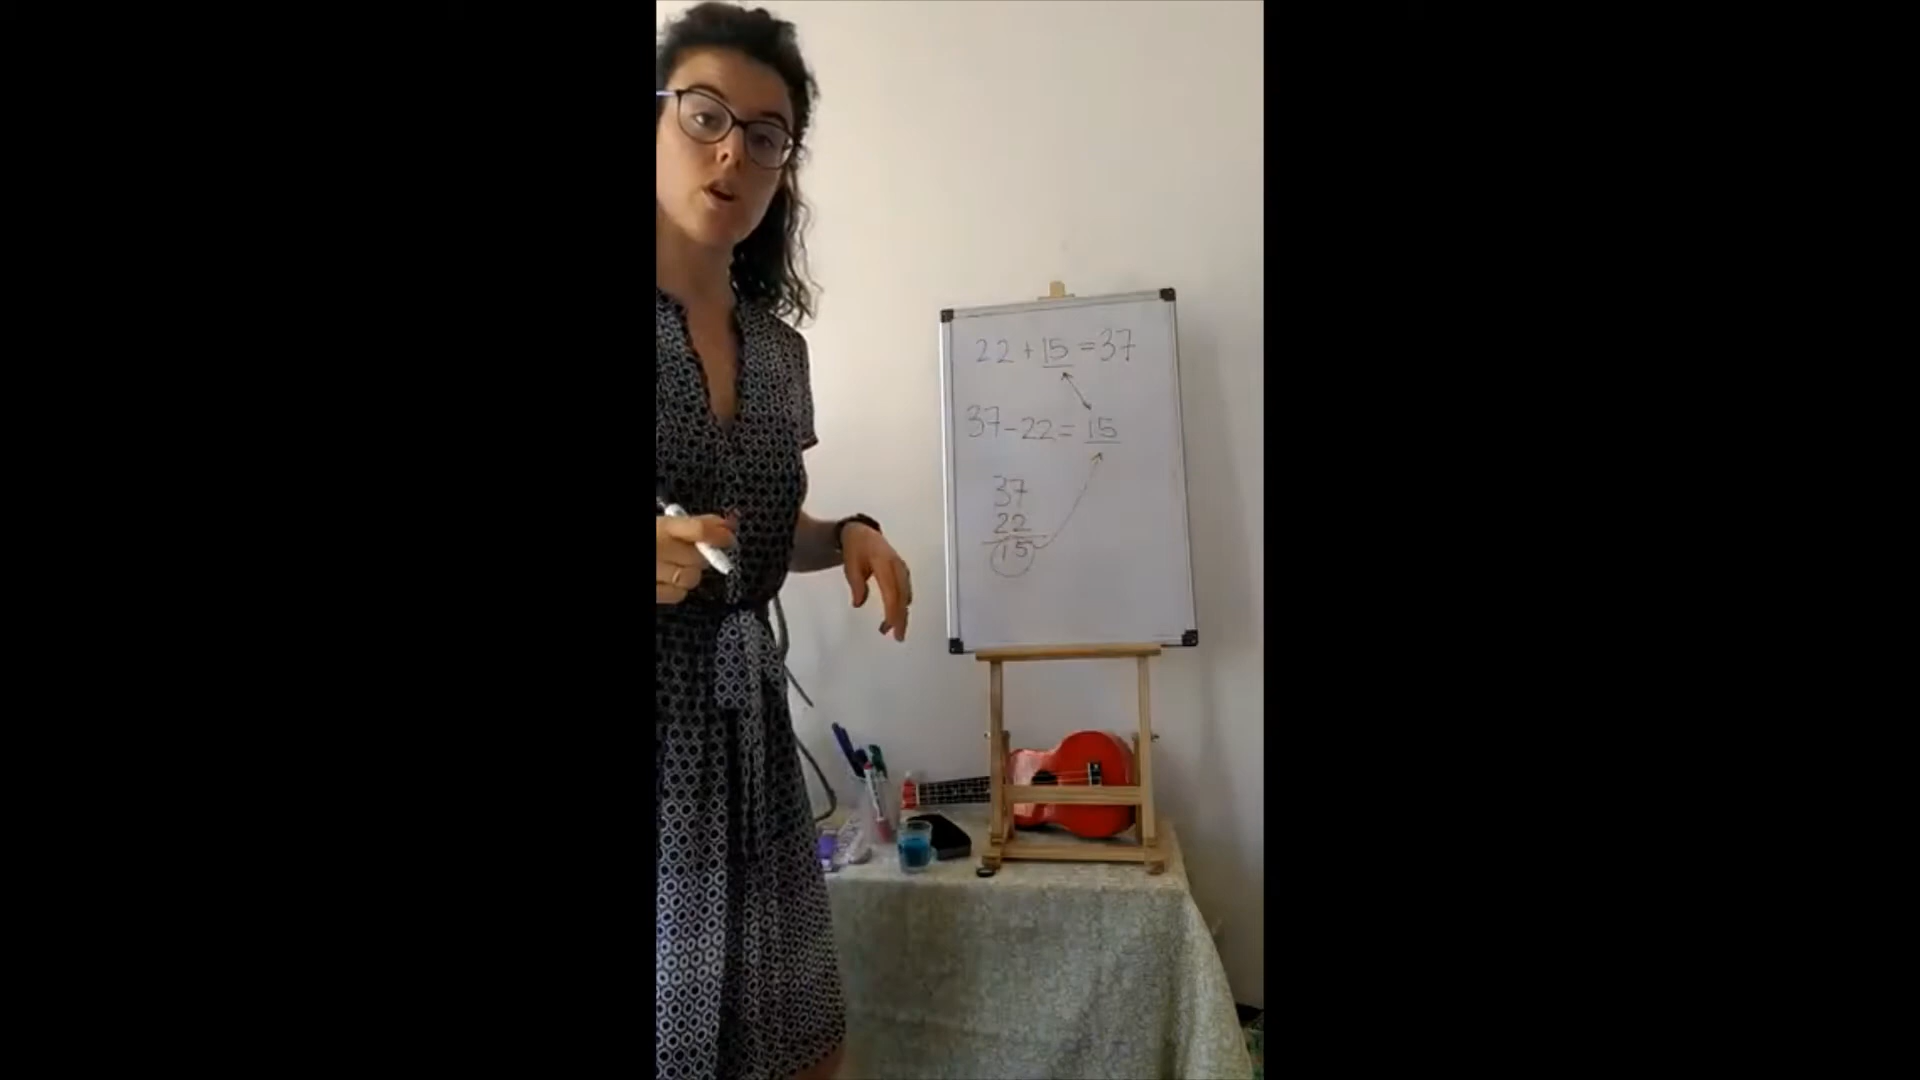 22 + 15 = 37
37 - 22 = 15
37
22
15